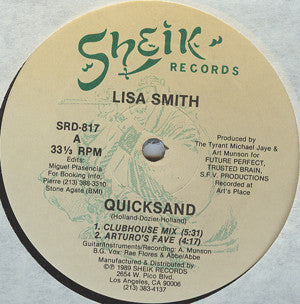 Sheik
RECORDS
LISA SMITH
SRD-817
A
33⅓ RPM
Edits:
Miguel Plasencia
For Booking Info:
Pierre (213) 388-3310
Stone Agate (BMI)
Produced by
The Tyrant Michael Jaye &
Art Munson for
FUTURE PERFECT,
TRUSTED BRAIN,
S.F.V. PRODUCTIONS
Recorded at
Art's Place
QUICKSAND
(Holland-Dozier-Holland)
1. CLUBHOUSE MIX (5:31)
2. ARTURO'S FAVE (4:17)
Guitar/Instruments/Recording: A. Munson
B.G. Vox: Rae Flores & Abbe/Abbe
Manufactured & Distributed by
℗ © 1989 SHEIK RECORDS
2654 W. Pico Blvd.
Los Angeles, CA 90006
(213) 383-4137